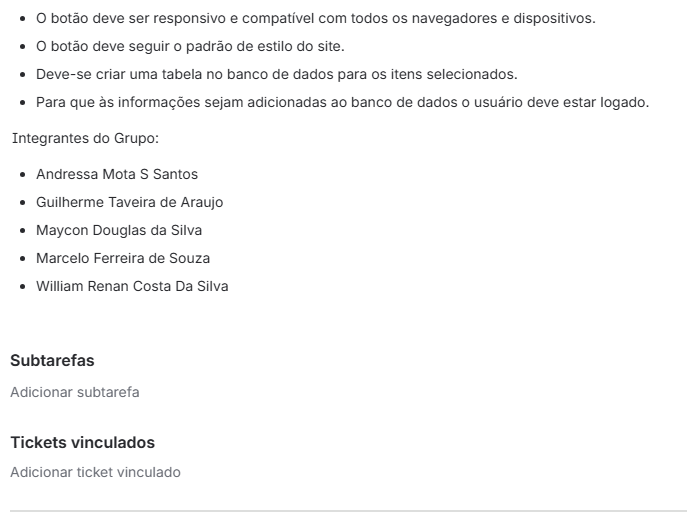 O botão deve ser responsivo e compatível com todos os navegadores e dispositivos.
O botão deve seguir o padrão de estilo do site.
Deve-se criar uma tabela no banco de dados para os itens selecionados.
Para que às informações sejam adicionadas ao banco de dados o usuário deve estar logado.
Integrantes do Grupo:
Andressa Mota S Santos
Guilherme Taveira de Araujo
Maycon Douglas da Silva
Marcelo Ferreira de Souza
William Renan Costa Da Silva
Subtarefas
Adicionar subtarefa
Tickets vinculados
Adicionar ticket vinculado